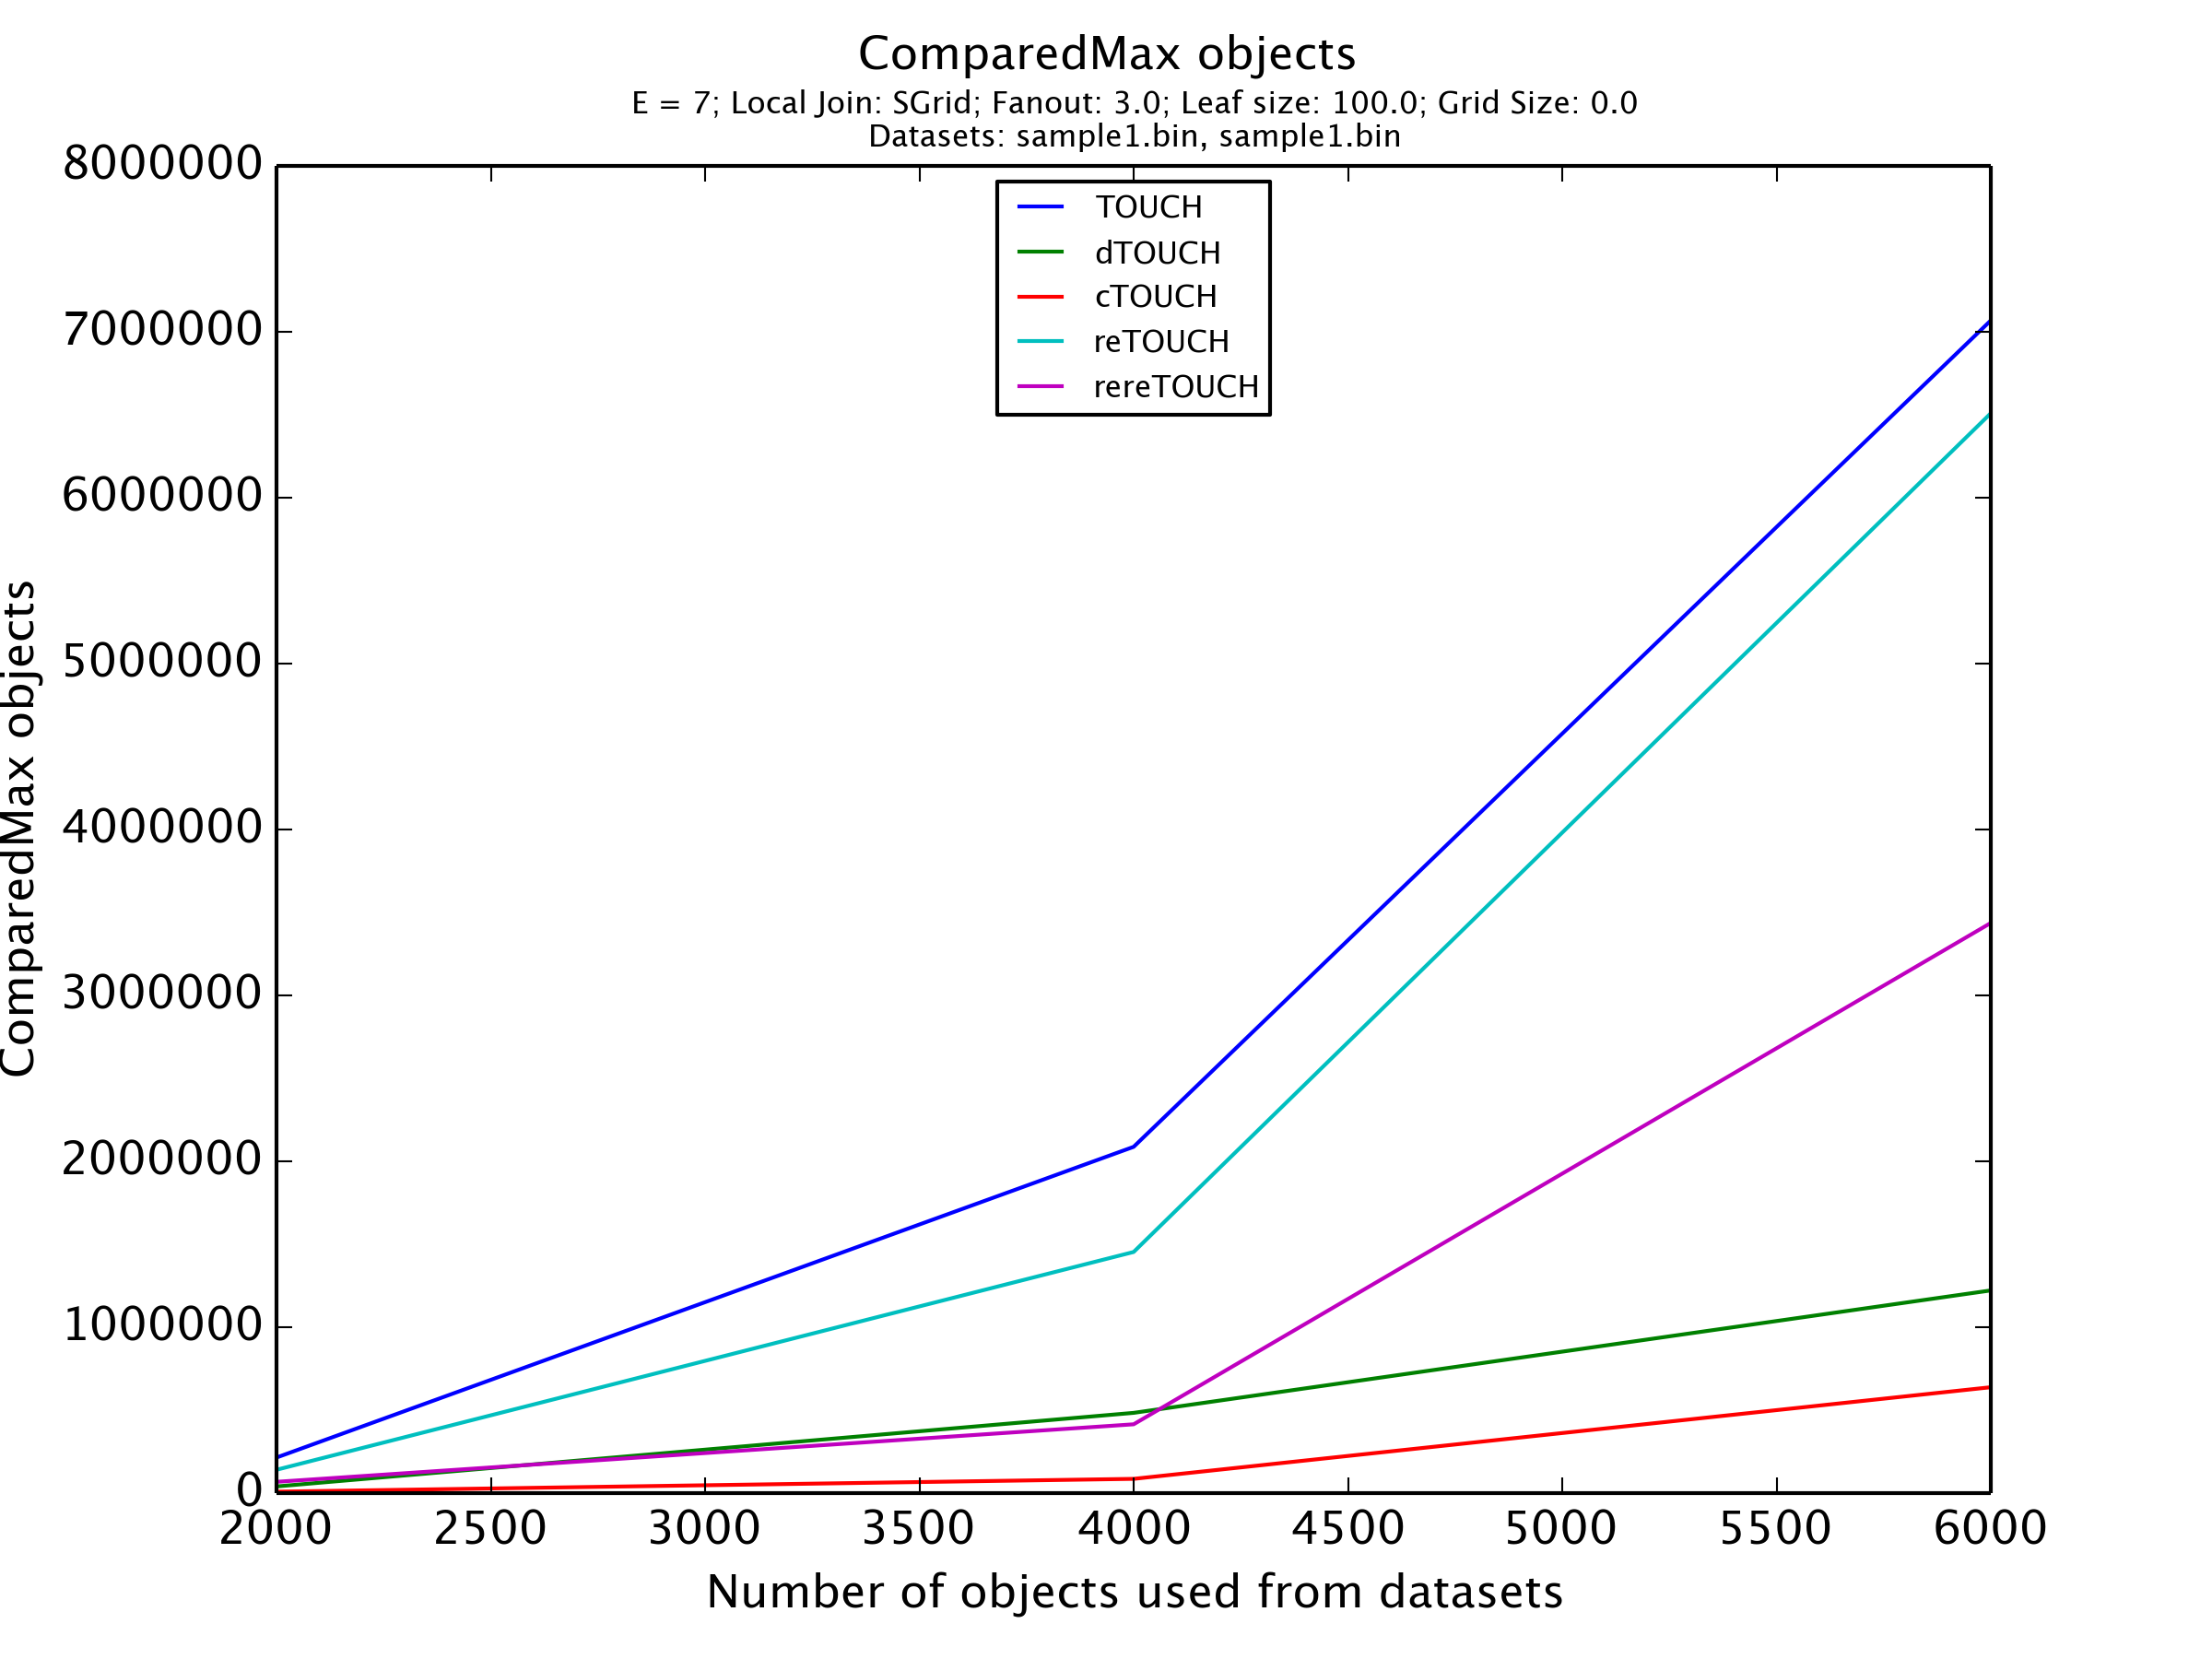 ComparedMax objects
E = 7; Local Join: SGrid; Fanout: 3.0; Leaf size: 100.0; Grid Size: 0.0
Datasets: sample1.bin, sample1.bin
8000000
7000000
6000000
5000000
4000000
3000000
2000000
1000000
0
ComparedMax objects
TOUCH
dTOUCH
cTOUCH
reTOUCH
rereTOUCH
2000 2500 3000 3500 4000 4500 5000 5500 6000
Number of objects used from datasets